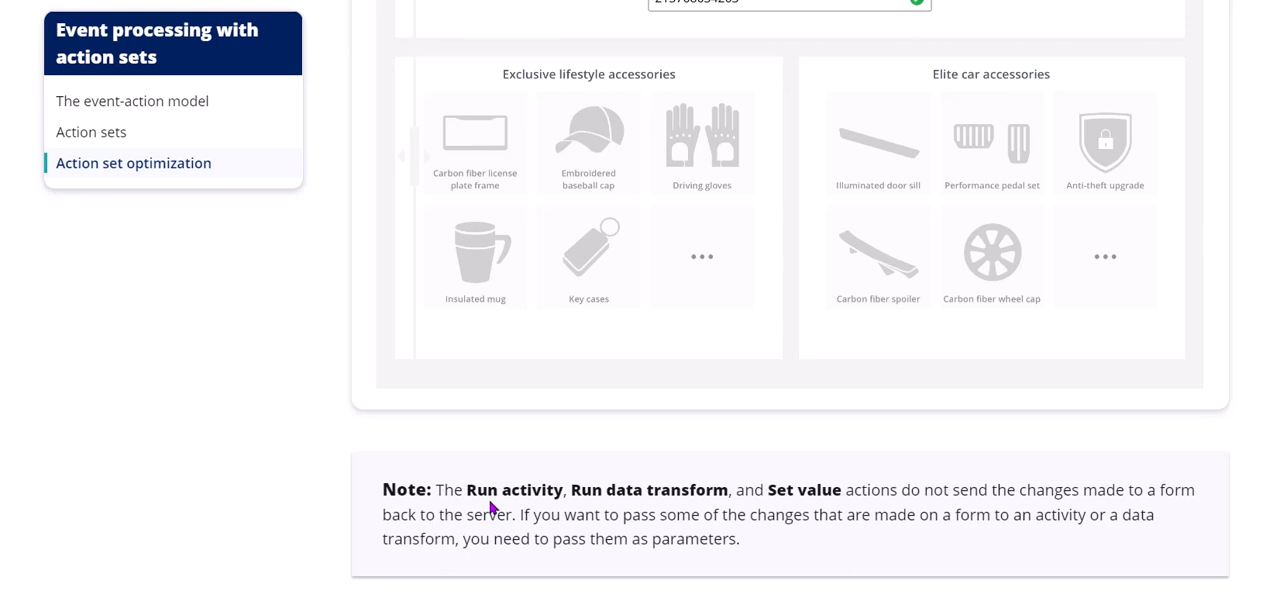 Event processing with
action sets
The event-action model
Action sets
Action set optimization
Exclusive lifestyle accessories
Carbon fiber license
plate frame
Embroidered
baseball cap
Driving gloves
Insulated mug
Key cases
Elite car accessories
Illuminated door sill
Performance pedal set
Anti-theft upgrade
Carbon fiber spoiler
Carbon fiber wheel cap
Note: The Run activity, Run data transform, and Set value actions do not send the changes made to a form
back to the server. If you want to pass some of the changes that are made on a form to an activity or a data
transform, you need to pass them as parameters.